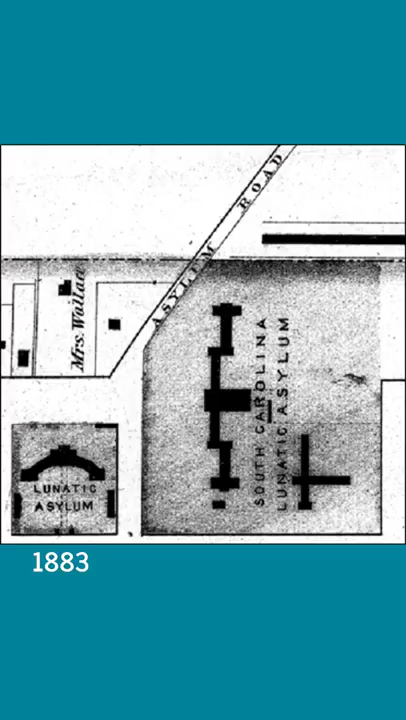 ASYLUM ROAD
Mrs. Wallace
SOUTH CAROLINA
LUNATIC ASYLUM
LUNATIC
ASYLUM
1883